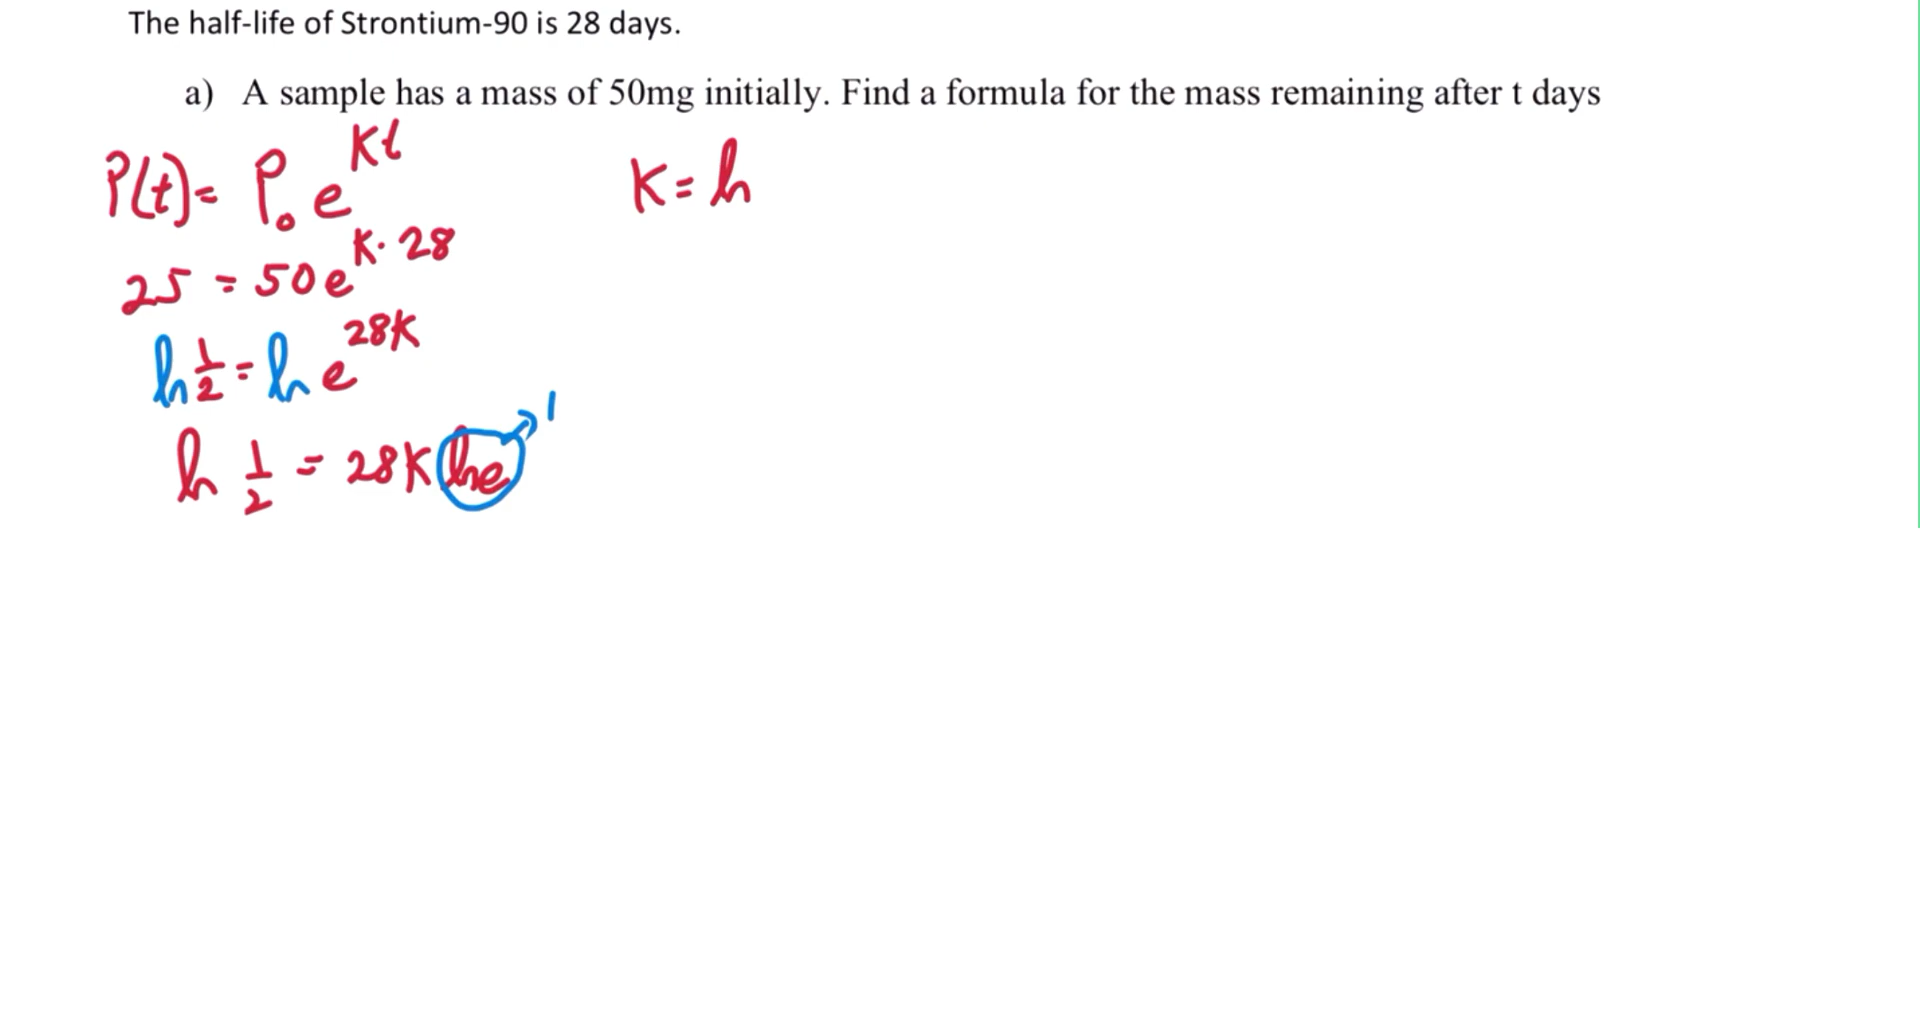 The half-life of Strontium-90 is 28 days.
a) A sample has a mass of 50mg initially. Find a formula for the mass remaining after t days
P(t)= P₀e^Kt
25 = 50e^K·28
ln ½ = ln e^28K
ln ½ = 28K(lne) → 1
K = ln